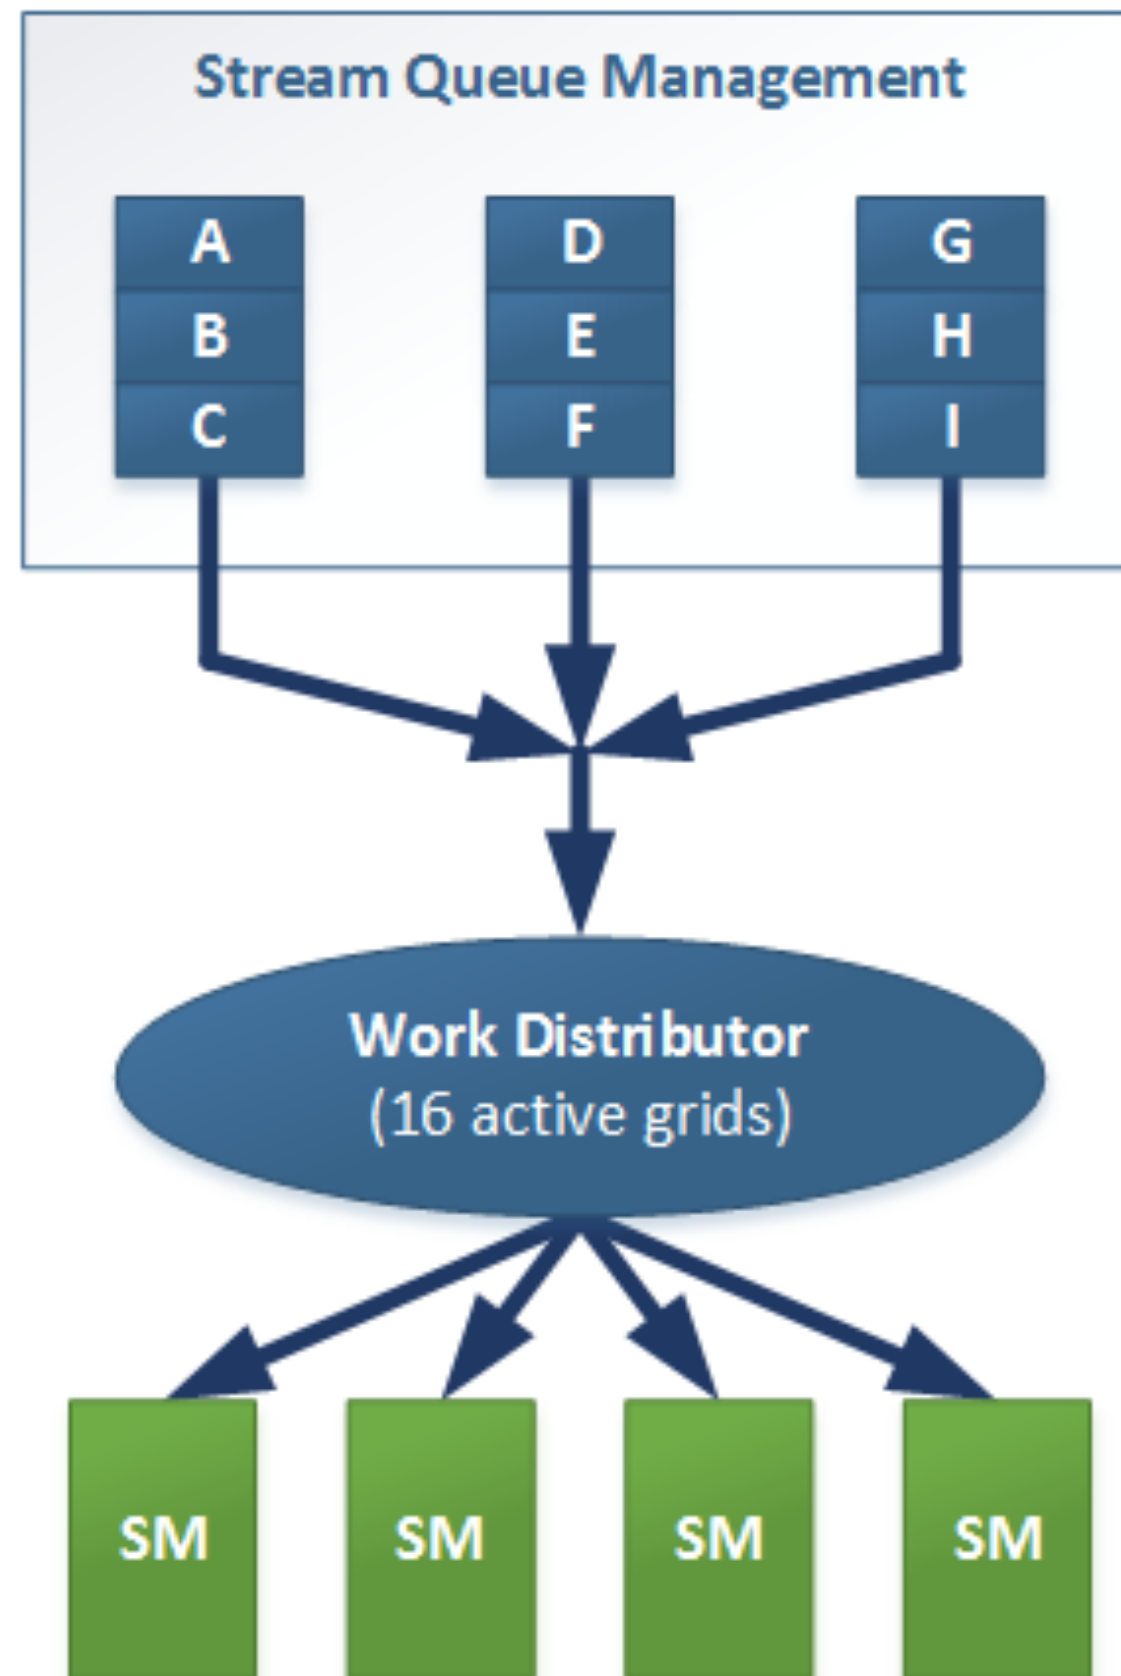 Stream Queue Management
A D G
B E H
C F I
Work Distributor
(16 active grids)
SM SM SM SM